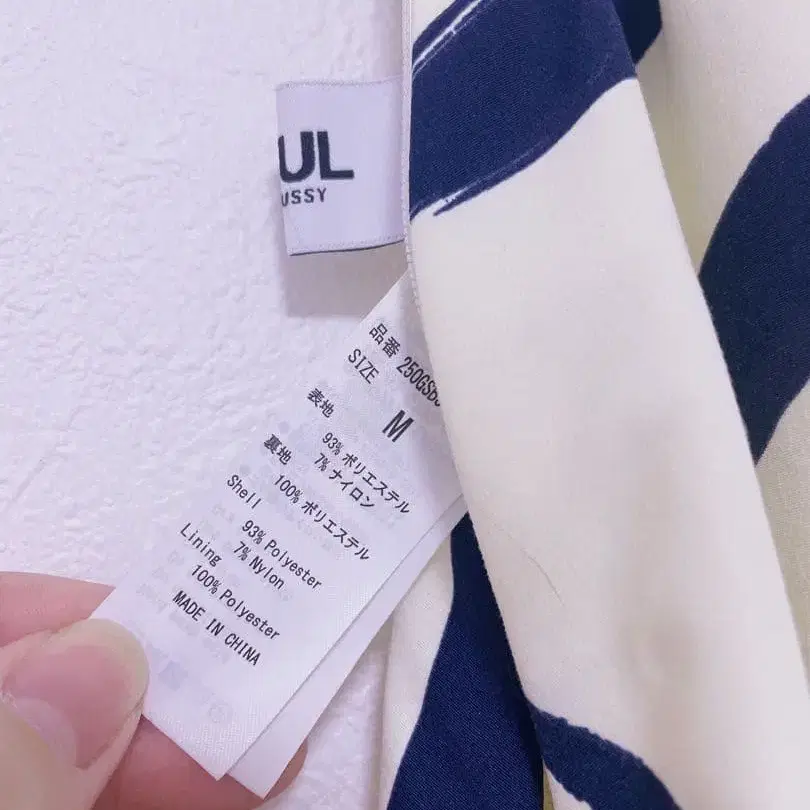 UL
USSY
品番 250GSB
SIZE M
表地
93% ポリエステル
7% ナイロン
裏地
100% ポリエステル
Shell
93% Polyester
7% Nylon
Lining
100% Polyester
MADE IN CHINA